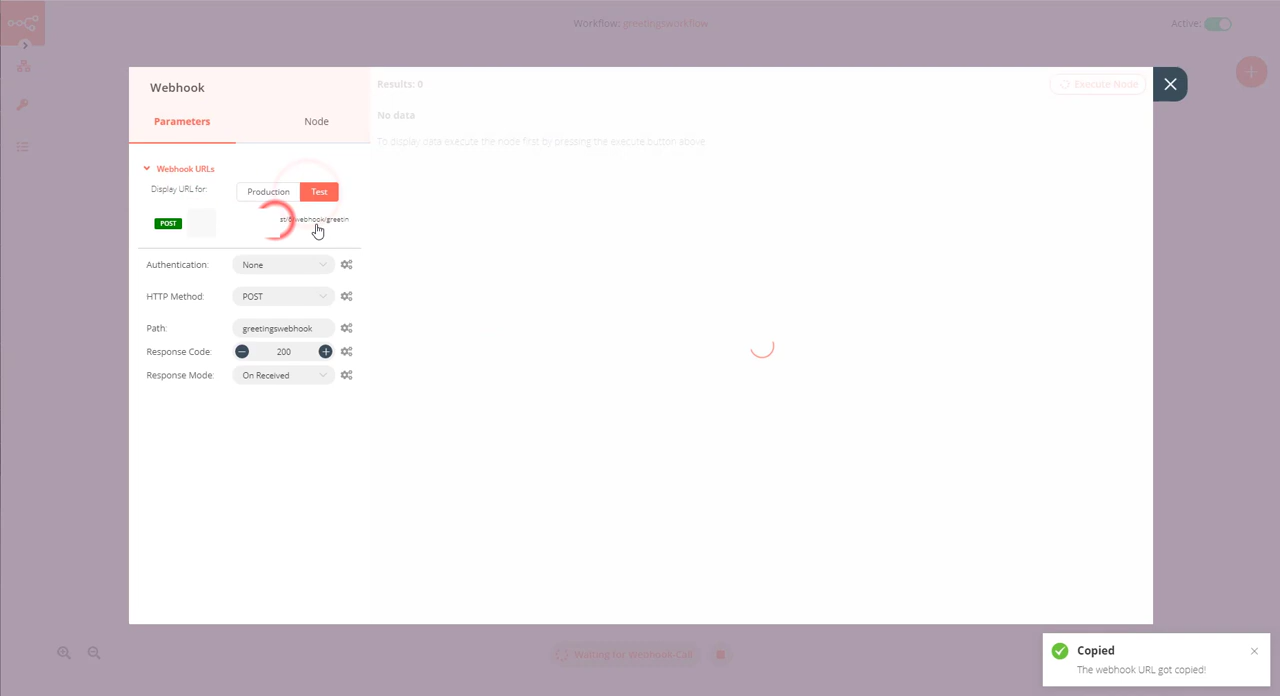 Workflow: greetingsworkflow
Active:
Webhook
Parameters
Node
Results: 0
Execute Node
No data
To display data execute the node first by pressing the execute button above
Webhook URLs
Display URL for:
Production
Test
POST
webhook/greetin
Authentication:
None
HTTP Method:
POST
Path:
greetingswebhook
Response Code:
200
Response Mode:
On Received
Waiting for Webhook-Call
Copied
The webhook URL got copied!